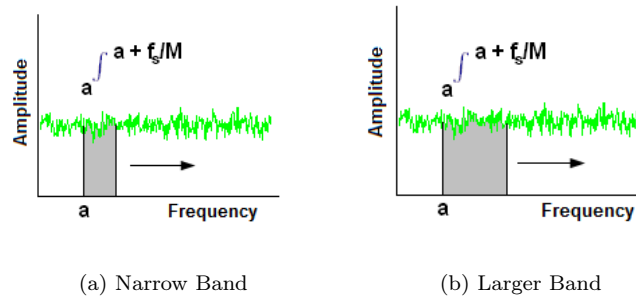 Amplitude
a ∫ a + fₛ/M
a
Frequency
(a) Narrow Band
Amplitude
a ∫ a + fₛ/M
a
Frequency
(b) Larger Band